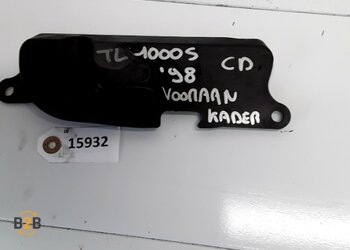 TL 1000S CD
'98
VOORAAN
KADER
15932
B2B